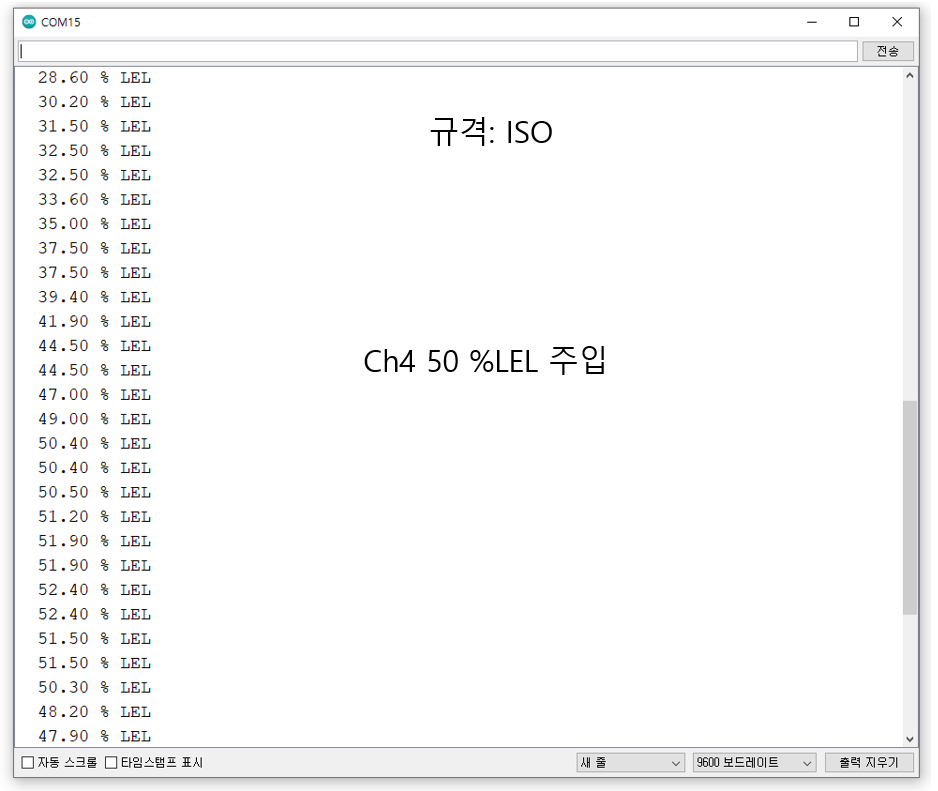 COM15
전송
28.60 % LEL
30.20 % LEL
규격: ISO
31.50 % LEL
32.50 % LEL
32.50 % LEL
33.60 % LEL
35.00 % LEL
37.50 % LEL
37.50 % LEL
39.40 % LEL
41.90 % LEL
44.50 % LEL
Ch4 50 %LEL 주입
44.50 % LEL
47.00 % LEL
49.00 % LEL
50.40 % LEL
50.40 % LEL
50.50 % LEL
51.20 % LEL
51.90 % LEL
51.90 % LEL
52.40 % LEL
52.40 % LEL
51.50 % LEL
51.50 % LEL
50.30 % LEL
48.20 % LEL
47.90 % LEL
자동 스크롤 타임스탬프 표시 새 줄 9600 보드레이트 출력 지우기